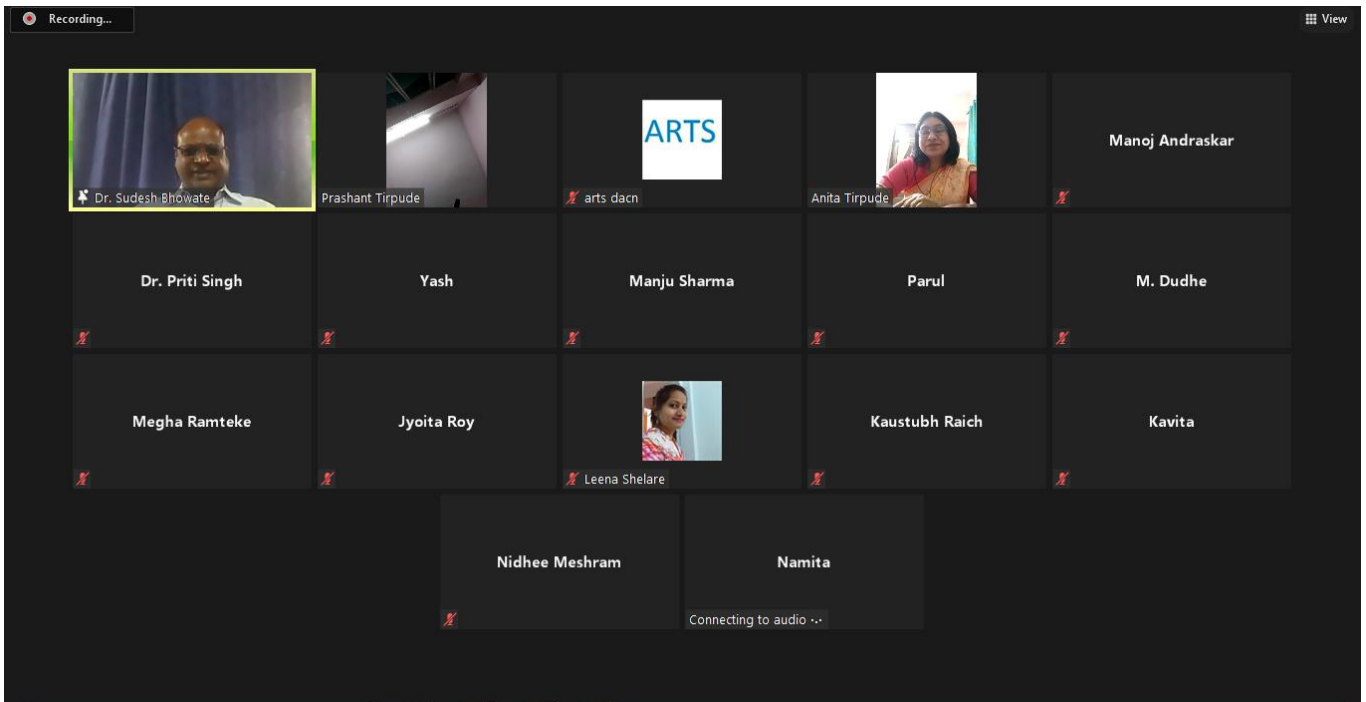 Recording...
View
Dr. Sudesh Bhowate
Prashant Tirpude
ARTS
arts dacn
Anita Tirpude
Manoj Andraskar
Dr. Priti Singh
Yash
Manju Sharma
Parul
M. Dudhe
Megha Ramteke
Jyoita Roy
Leena Shelare
Kaustubh Raich
Kavita
Nidhee Meshram
Namita
Connecting to audio